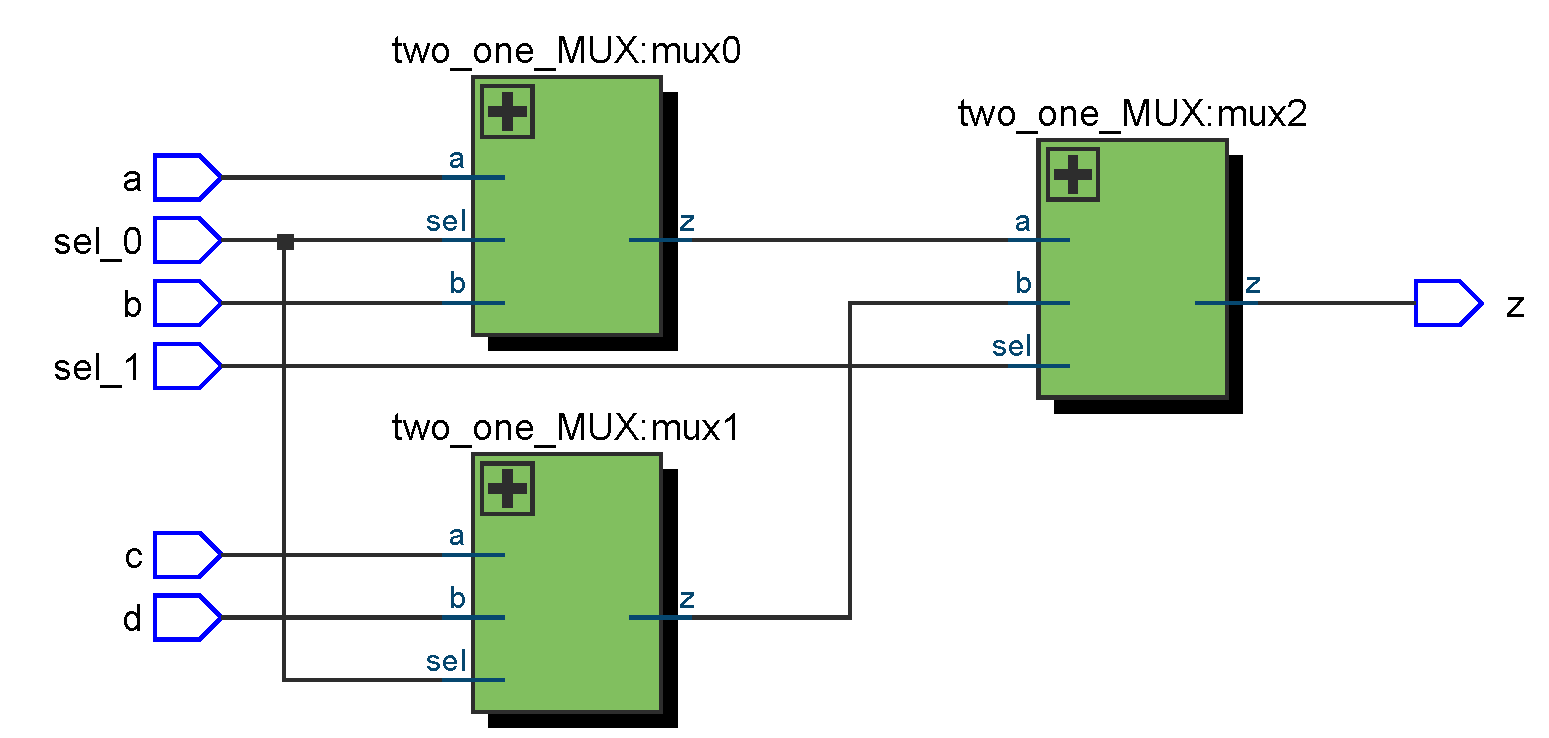 two_one_MUX:mux0
two_one_MUX:mux2
a
a
sel_0
sel
z
a
b
b
b
z
z
sel_1
sel
two_one_MUX:mux1
c
a
d
b
z
sel